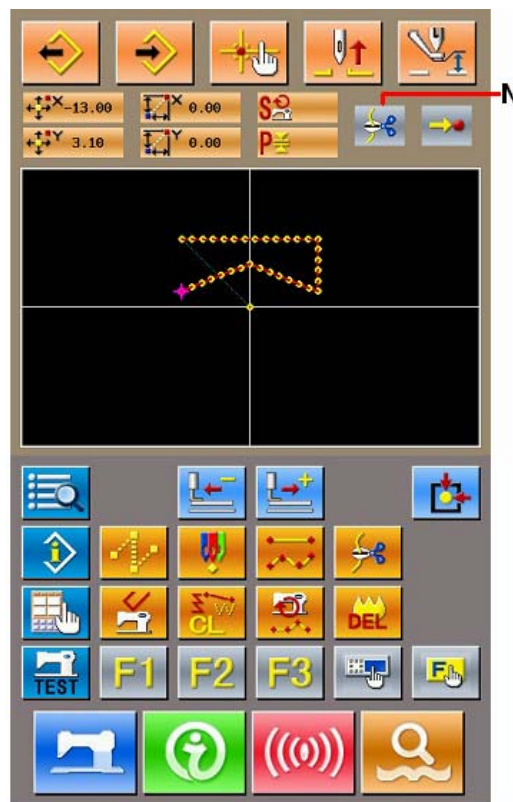 N
X -13.00 X 0.00 S
Y 3.10 Y 0.00 P
CL DEL
TEST F1 F2 F3 F